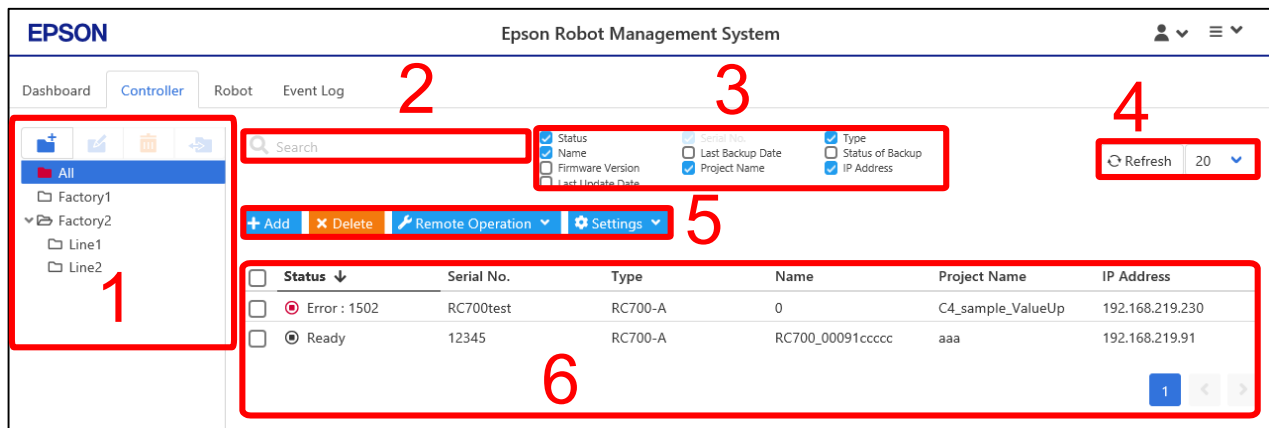 EPSON Epson Robot Management System
Dashboard Controller Robot Event Log
2 3 4
Search
Status Serial No. Type
Name Last Backup Date Status of Backup
Firmware Version Project Name IP Address
Last Update Date
Refresh 20
All
Factory1
Factory2
Line1
Line2
1
Add Delete Remote Operation Settings
5
Status Serial No. Type Name Project Name IP Address
Error : 1502 RC700test RC700-A 0 C4_sample_ValueUp 192.168.219.230
Ready 12345 RC700-A RC700_00091ccccc aaa 192.168.219.91
6
1